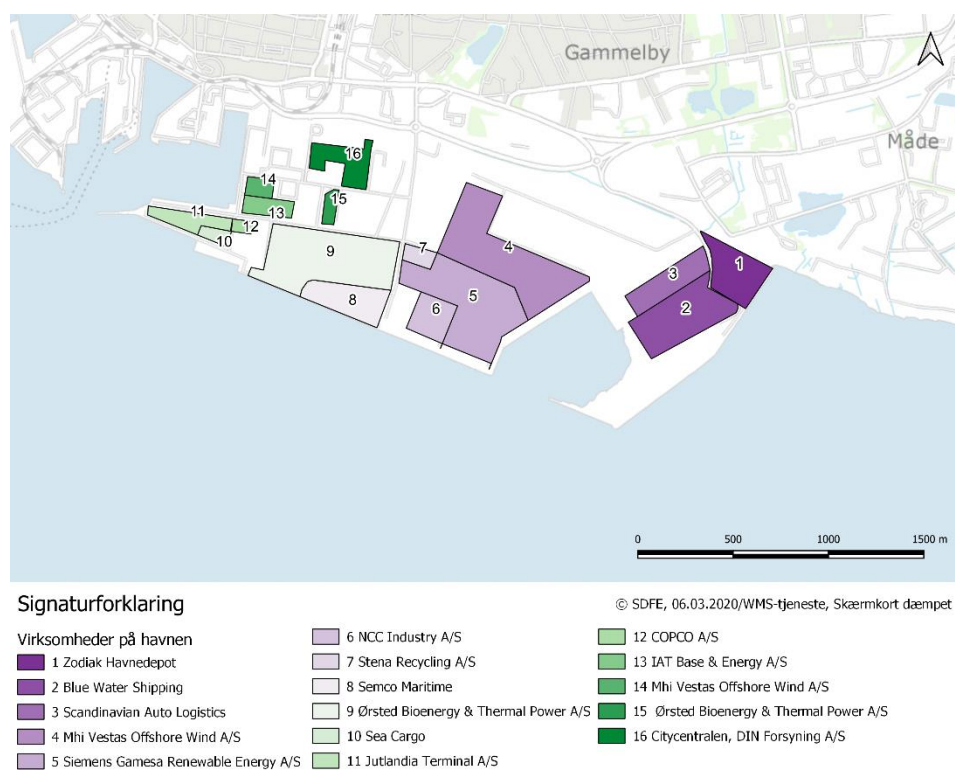 Gammelby
Måde
16
14
15
13
11
12
10
9
7
4
3
1
8
5
6
2
0 500 1000 1500 m
Signaturforklaring
© SDFE, 06.03.2020/WMS-tjeneste, Skærmkort dæmpet
Virksomheder på havnen
1 Zodiak Havnedepot
2 Blue Water Shipping
3 Scandinavian Auto Logistics
4 Mhi Vestas Offshore Wind A/S
5 Siemens Gamesa Renewable Energy A/S
6 NCC Industry A/S
7 Stena Recycling A/S
8 Semco Maritime
9 Ørsted Bioenergy & Thermal Power A/S
10 Sea Cargo
11 Jutlandia Terminal A/S
12 COPCO A/S
13 IAT Base & Energy A/S
14 Mhi Vestas Offshore Wind A/S
15 Ørsted Bioenergy & Thermal Power A/S
16 Citycentralen, DIN Forsyning A/S